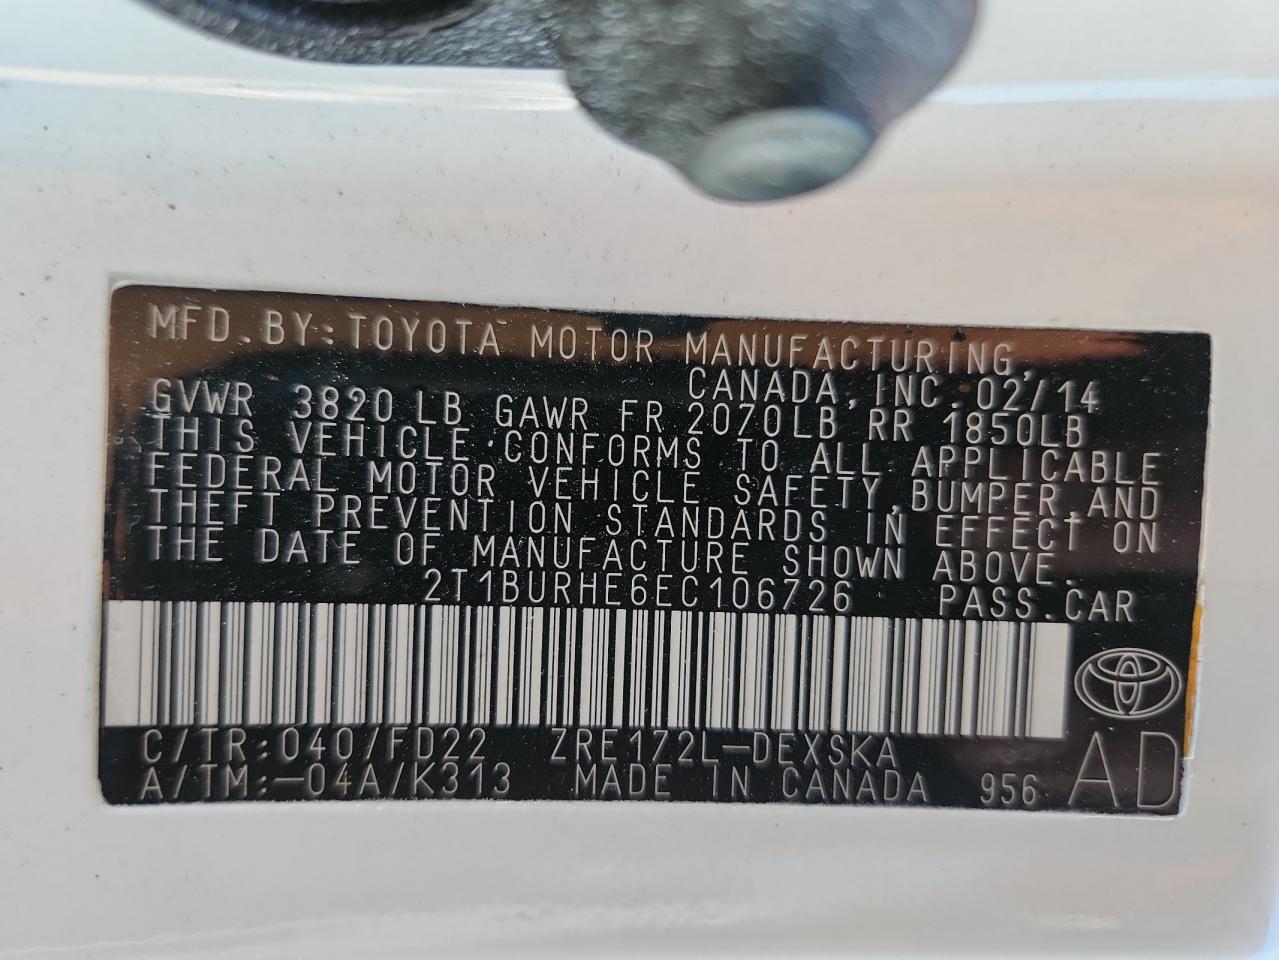 MFD.BY:TOYOTA MOTOR MANUFACTURING,
CANADA,INC.02/14
GVWR 3820LB GAWR FR 2070LB RR 1850LB
THIS VEHICLE CONFORMS TO ALL APPLICABLE
FEDERAL MOTOR VEHICLE SAFETY,BUMPER,AND
THEFT PREVENTION STANDARDS IN EFFECT ON
THE DATE OF MANUFACTURE SHOWN ABOVE.
2T1BURHE6EC106726 PASS.CAR
C/TR:040/FD22 ZRE172L-DEXSKA
A/TM:-04A/K313 MADE IN CANADA 956 AD